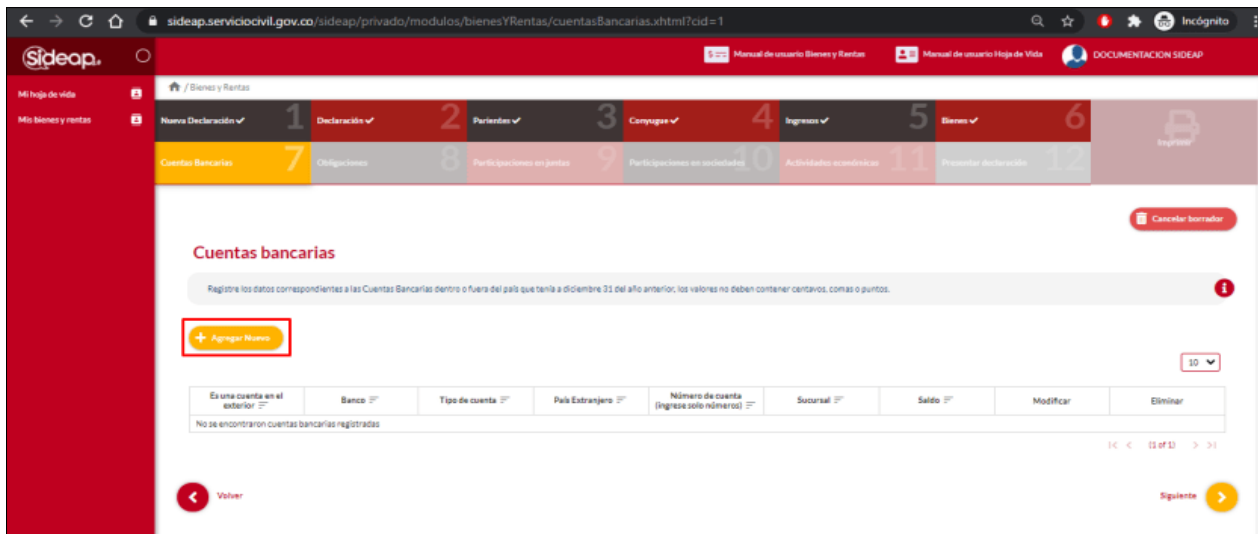 sideap.serviciocivil.gov.co/sideap/privado/modulos/bienesYRentas/cuentasBancarias.xhtml?cid=1
Incógnito
Sideap.
Manual de usuario Bienes y Rentas
Manual de usuario Hoja de Vida
DOCUMENTACION SIDEAP
Mi hoja de vida
Mis bienes y rentas
/ Bienes y Rentas
Nueva Declaración 1
Declaración 2
Parientes 3
Conyugue 4
Ingresos 5
Bienes 6
Imprimir
Cuentas Bancarias 7
Obligaciones 8
Participaciones en juntas 9
Participaciones en sociedades 10
Actividades económicas 11
Presentar declaración 12
Cancelar borrador
Cuentas bancarias
Registre los datos correspondientes a las Cuentas Bancarias dentro o fuera del país que tenía a diciembre 31 del año anterior, los valores no deben contener centavos, comas o puntos.
+ Agregar Nuevo
10
Es una cuenta en el exterior
Banco
Tipo de cuenta
País Extranjero
Número de cuenta (ingrese solo números)
Sucursal
Saldo
Modificar
Eliminar
No se encontraron cuentas bancarias registradas
(1 of 1)
Volver
Siguiente